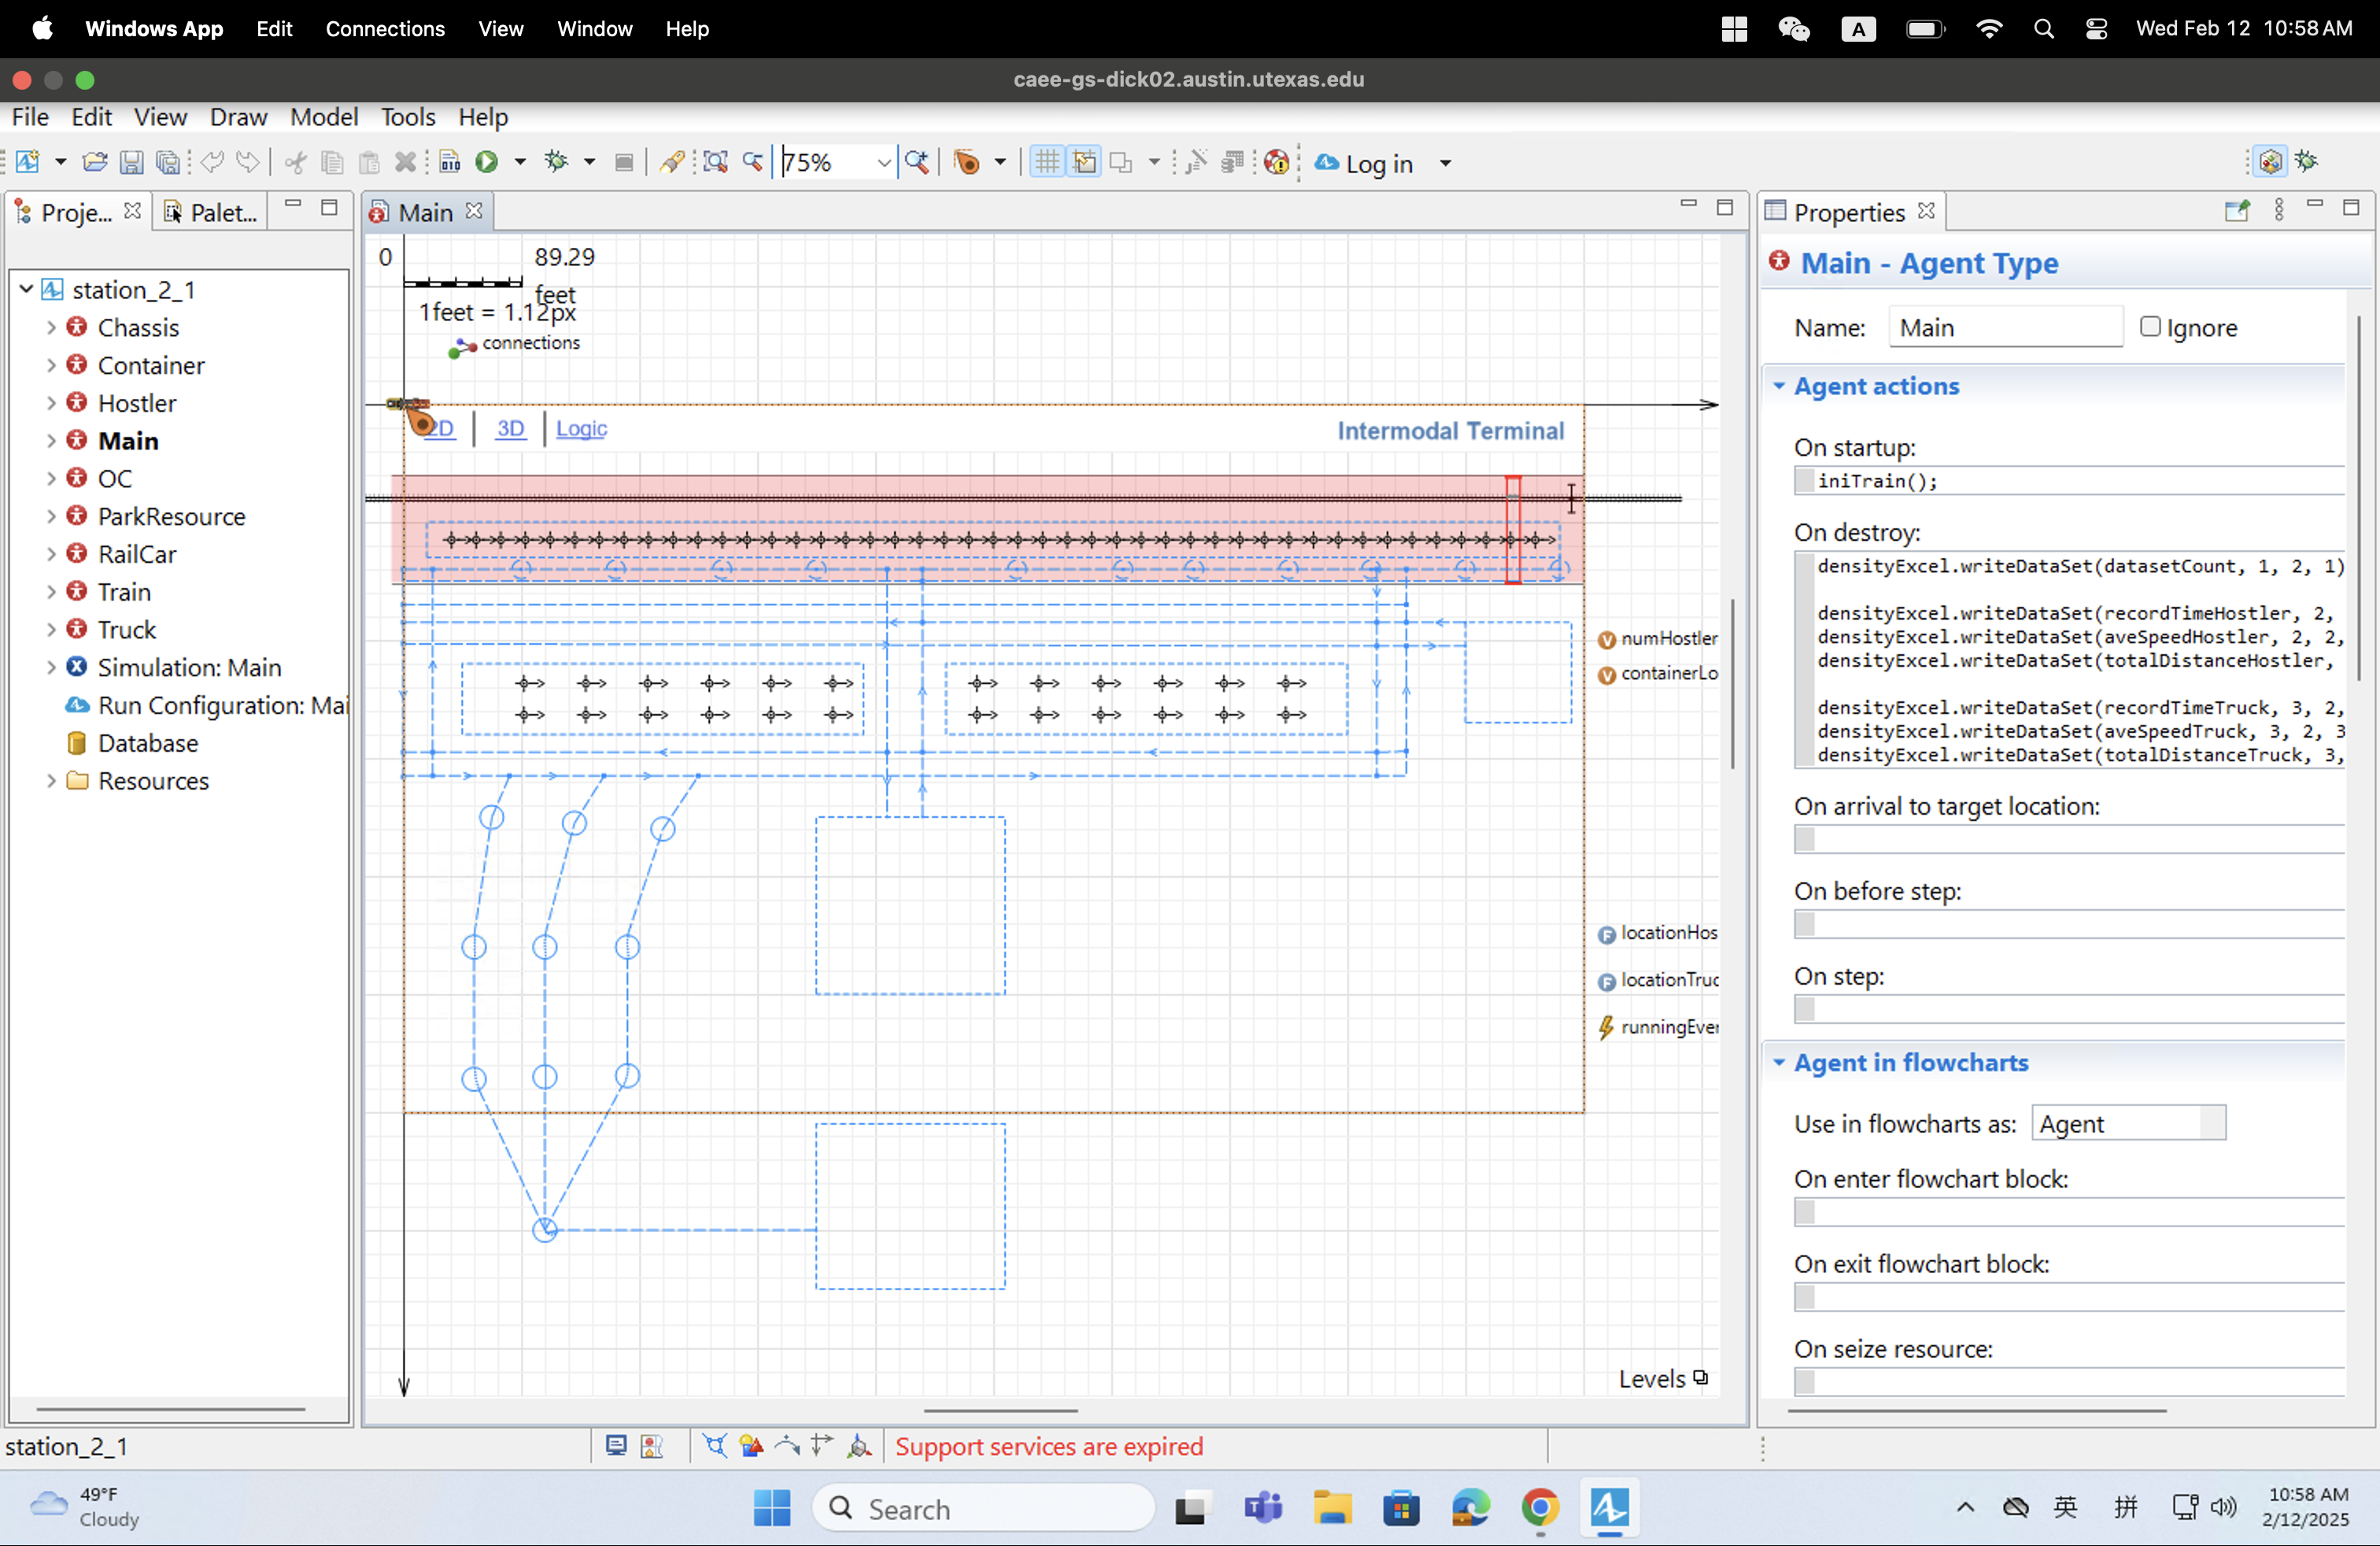 Windows App Edit Connections View Window Help A Wed Feb 12 10:58 AM
caee-gs-dick02.austin.utexas.edu
File Edit View Draw Model Tools Help
75% Log in
Proje... Palet...
station_2_1
Chassis
Container
Hostler
Main
OC
ParkResource
RailCar
Train
Truck
Simulation: Main
Run Configuration: Mai
Database
Resources
Main
0 89.29
feet
1feet = 1.12px
connections
2D 3D Logic Intermodal Terminal
numHostler
containerLo
locationHos
locationTruc
runningEver
Levels
Properties
Main - Agent Type
Name: Main Ignore
Agent actions
On startup:
iniTrain();
On destroy:
densityExcel.writeDataSet(datasetCount, 1, 2, 1)
densityExcel.writeDataSet(recordTimeHostler, 2,
densityExcel.writeDataSet(aveSpeedHostler, 2, 2,
densityExcel.writeDataSet(totalDistanceHostler,
densityExcel.writeDataSet(recordTimeTruck, 3, 2,
densityExcel.writeDataSet(aveSpeedTruck, 3, 2, 3
densityExcel.writeDataSet(totalDistanceTruck, 3,
On arrival to target location:
On before step:
On step:
Agent in flowcharts
Use in flowcharts as: Agent
On enter flowchart block:
On exit flowchart block:
On seize resource:
station_2_1 Support services are expired
49°F
Cloudy
Search
英 拼
10:58 AM
2/12/2025